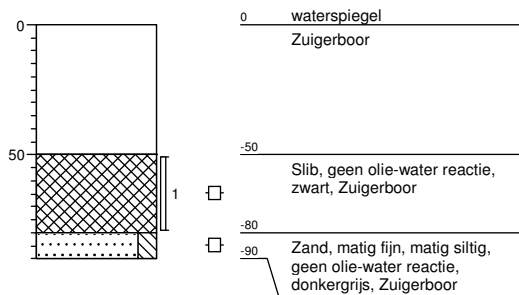 0
50
1
0
waterspiegel
Zuigerboor
-50
Slib, geen olie-water reactie,
zwart, Zuigerboor
-80
Zand, matig fijn, matig siltig,
geen olie-water reactie,
donkergrijs, Zuigerboor
-90